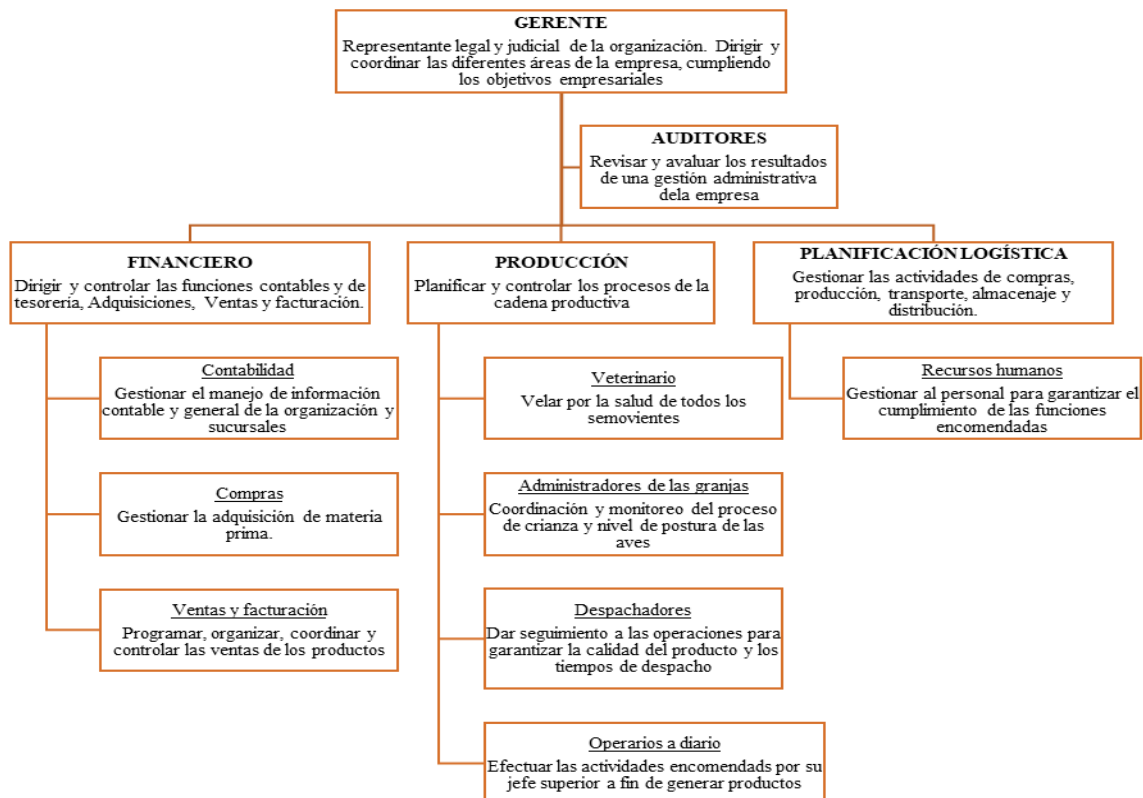 GERENTE
Representante legal y judicial de la organización. Dirigir y
coordinar las diferentes áreas de la empresa, cumpliendo
los objetivos empresariales
AUDITORES
Revisar y avaluar los resultados
de una gestión administrativa
dela empresa
FINANCIERO
Dirigir y controlar las funciones contables y de
tesorería, Adquisiciones, Ventas y facturación.
PRODUCCIÓN
Planificar y controlar los procesos de la
cadena productiva
PLANIFICACIÓN LOGÍSTICA
Gestionar las actividades de compras,
producción, transporte, almacenaje y
distribución.
Contabilidad
Gestionar el manejo de información
contable y general de la organización y
sucursales
Compras
Gestionar la adquisición de materia
prima.
Ventas y facturación
Programar, organizar, coordinar y
controlar las ventas de los productos
Veterinario
Velar por la salud de todos los
semovientes
Administradores de las granjas
Coordinación y monitoreo del proceso
de crianza y nivel de postura de las
aves
Despachadores
Dar seguimiento a las operaciones para
garantizar la calidad del producto y los
tiempos de despacho
Operarios a diario
Efectuar las actividades encomendads por su
jefe superior a fin de generar productos
Recursos humanos
Gestionar al personal para garantizar el
cumplimiento de las funciones
encomendadas